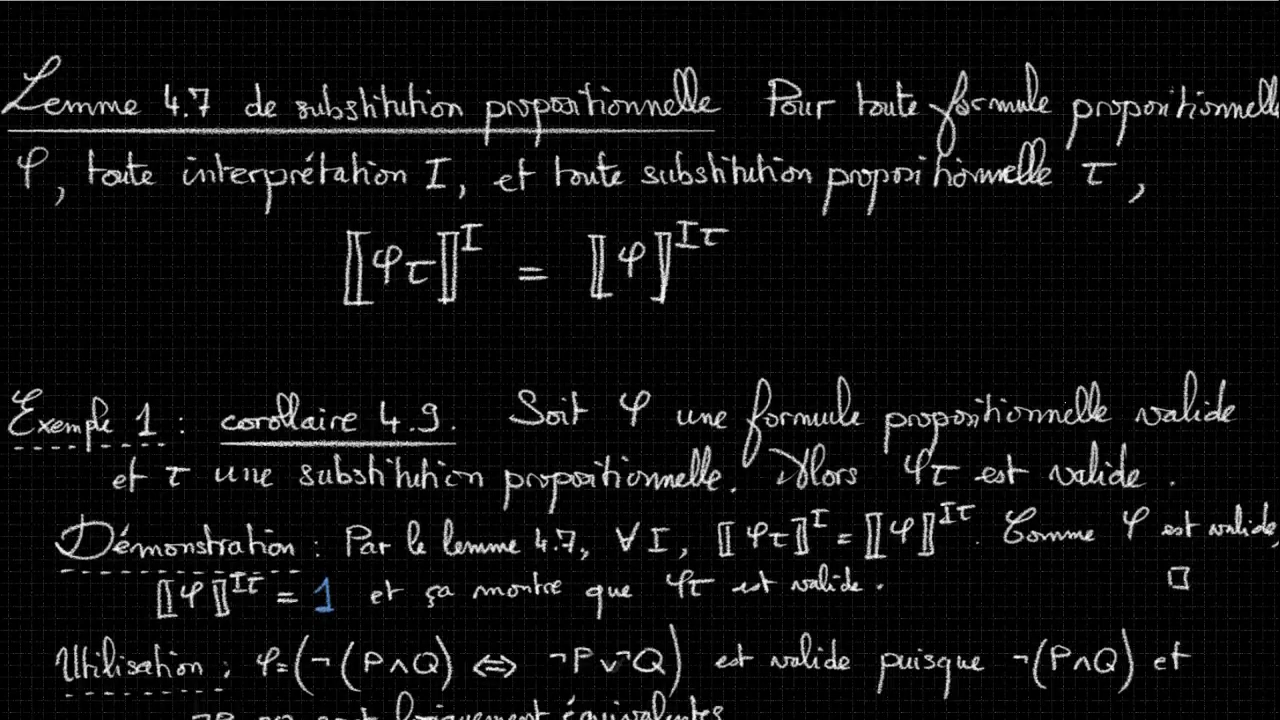 Lemme 4.7 de substitution propositionnelle Pour toute formule propositionnelle
φ, toute interprétation I, et toute substitution propositionnelle τ,
⟦φτ⟧^I = ⟦φ⟧^{Iτ}
Exemple 1 : corollaire 4.9. Soit φ une formule propositionnelle valide
et τ une substitution propositionnelle. Alors φτ est valide.
Démonstration : Par le lemme 4.7, ∀I, ⟦φτ⟧^I = ⟦φ⟧^{Iτ}. Comme φ est valide,
⟦φ⟧^{Iτ} = 1 et ça montre que φτ est valide. □
Utilisation : φ=(¬(P∧Q) ⇔ ¬P∨¬Q) est valide puisque ¬(P∧Q) et
sont logiquement équivalentes